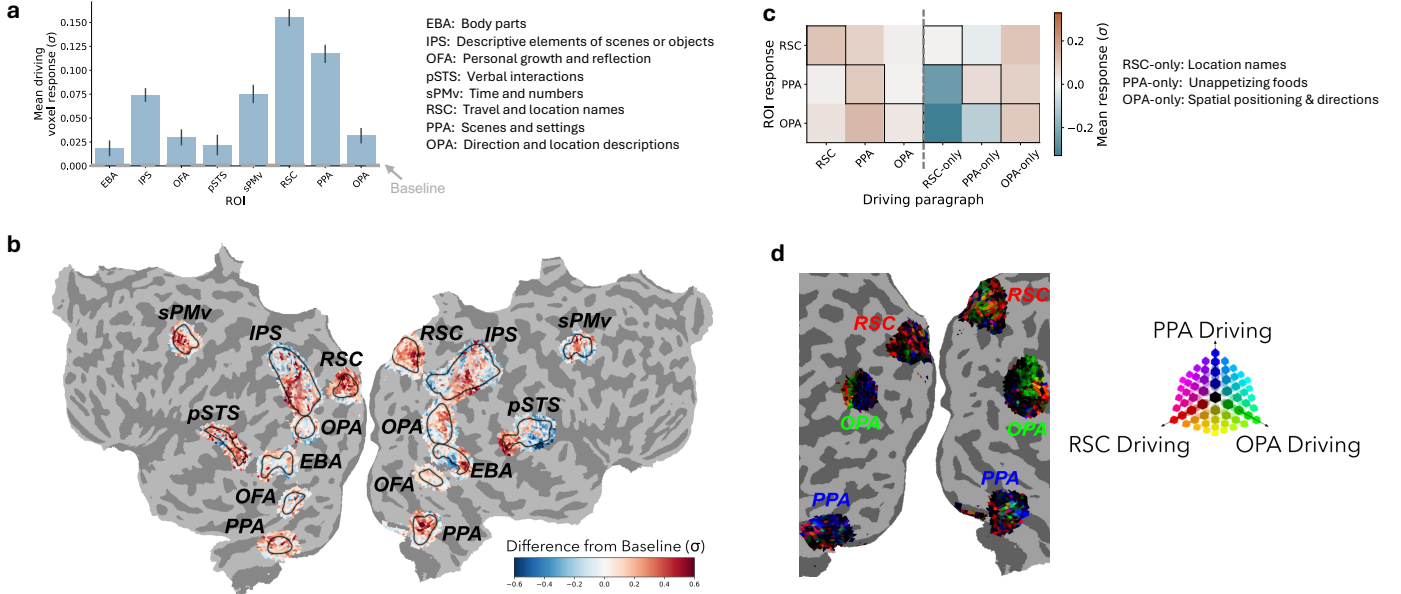 a
0.150
0.125
0.100
0.075
0.050
0.025
0.000
Mean driving
voxel response (σ)
EBA
IPS
OFA
pSTS
sPMv
RSC
PPA
OPA
ROI
Baseline
EBA: Body parts
IPS: Descriptive elements of scenes or objects
OFA: Personal growth and reflection
pSTS: Verbal interactions
sPMv: Time and numbers
RSC: Travel and location names
PPA: Scenes and settings
OPA: Direction and location descriptions
c
ROI response
RSC
PPA
OPA
RSC
PPA
OPA
RSC-only
PPA-only
OPA-only
Driving paragraph
0.2
0.0
−0.2
Mean response (σ)
RSC-only: Location names
PPA-only: Unappetizing foods
OPA-only: Spatial positioning & directions
b
sPMv
IPS
RSC
pSTS
OPA
EBA
OFA
PPA
RSC
IPS
sPMv
OPA
pSTS
EBA
OFA
PPA
Difference from Baseline (σ)
−0.6
−0.4
−0.2
0.0
0.2
0.4
0.6
d
RSC
RSC
OPA
OPA
PPA
PPA
PPA Driving
RSC Driving
OPA Driving